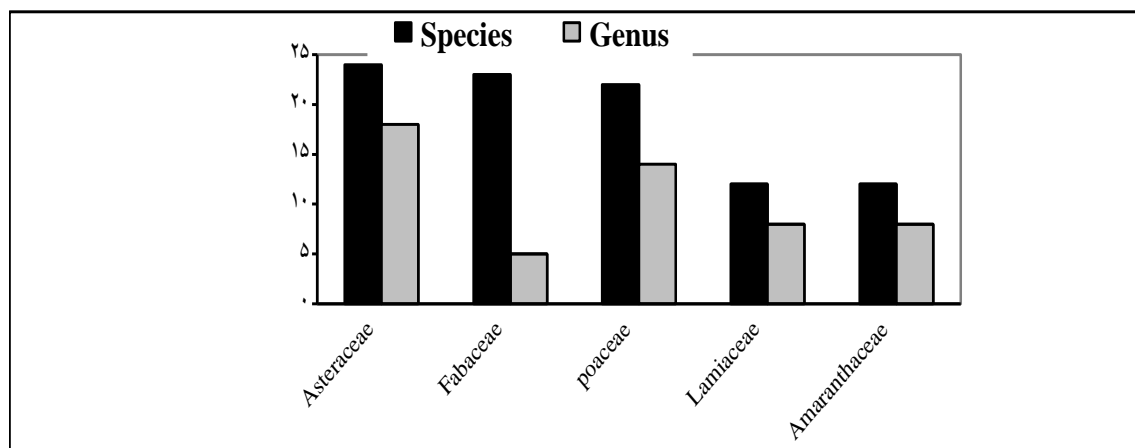 Species Genus
۲۵
۲۰
۱۵
۱۰
۵
۰
Asteraceae
Fabaceae
poaceae
Lamiaceae
Amaranthaceae